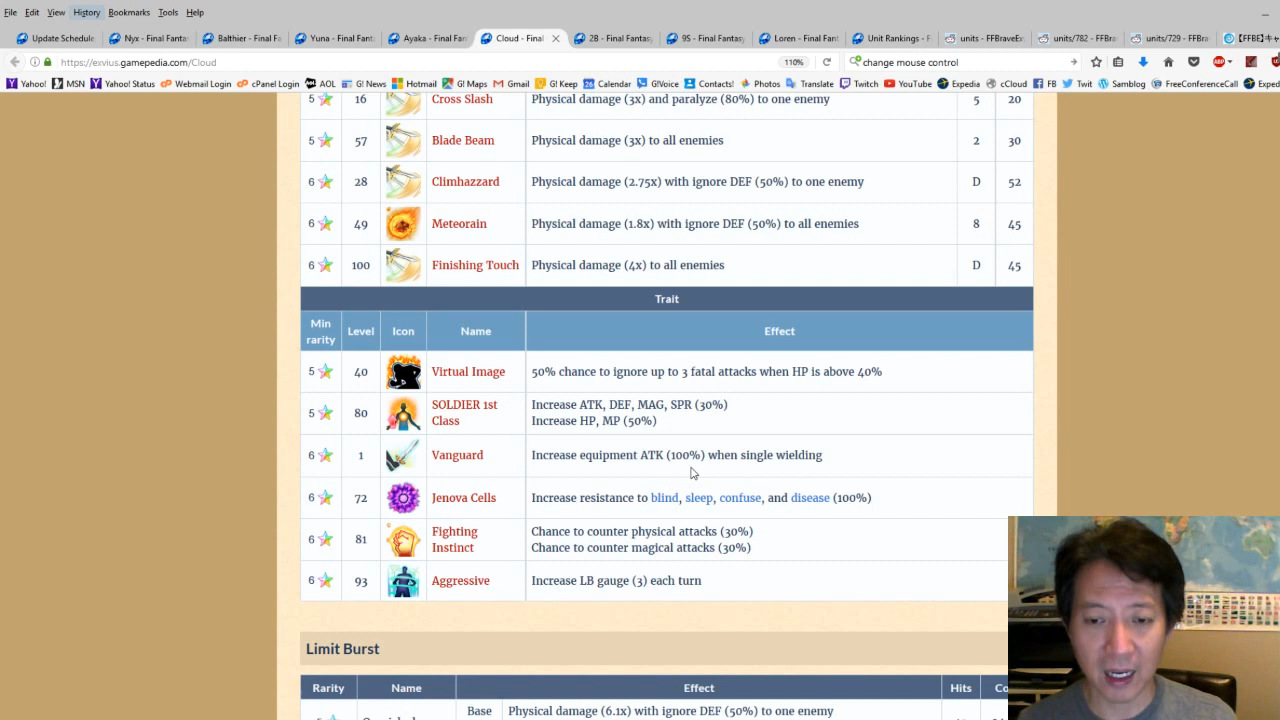 File Edit View History Bookmarks Tools Help
Update Schedule Nyx - Final Fanta Balthier - Final Fa Yuna - Final Fanta Ayaka - Final Fan Cloud - Final 2B - Final Fantasy 9S - Final Fantasy Loren - Final Fant Unit Rankings - F units - FFBraveEx units/782 - FFBra units/729 - FFBra 【FFBE】キャ
https://exvius.gamepedia.com/Cloud 110% change mouse control ABP
Yahoo! MSN Yahoo! Status Webmail Login cPanel Login AOL G! News Hotmail G! Maps Gmail G! Keep Calendar G!Voice Contacts! Photos Translate Twitch YouTube Expedia cCloud Facebook Twit Samblog FreeConferenceCall Exped
5 16 Cross Slash Physical damage (3x) and paralyze (80%) to one enemy 5 20
5 57 Blade Beam Physical damage (3x) to all enemies 2 30
6 28 Climhazzard Physical damage (2.75x) with ignore DEF (50%) to one enemy D 52
6 49 Meteorain Physical damage (1.8x) with ignore DEF (50%) to all enemies 8 45
6 100 Finishing Touch Physical damage (4x) to all enemies D 45
Trait
Min rarity Level Icon Name Effect
5 40 Virtual Image 50% chance to ignore up to 3 fatal attacks when HP is above 40%
5 80 SOLDIER 1st Class Increase ATK, DEF, MAG, SPR (30%)
Increase HP, MP (50%)
6 1 Vanguard Increase equipment ATK (100%) when single wielding
6 72 Jenova Cells Increase resistance to blind, sleep, confuse, and disease (100%)
6 81 Fighting Instinct Chance to counter physical attacks (30%)
Chance to counter magical attacks (30%)
6 93 Aggressive Increase LB gauge (3) each turn
Limit Burst
Rarity Name Effect Hits Co
Base Physical damage (6.1x) with ignore DEF (50%) to one enemy